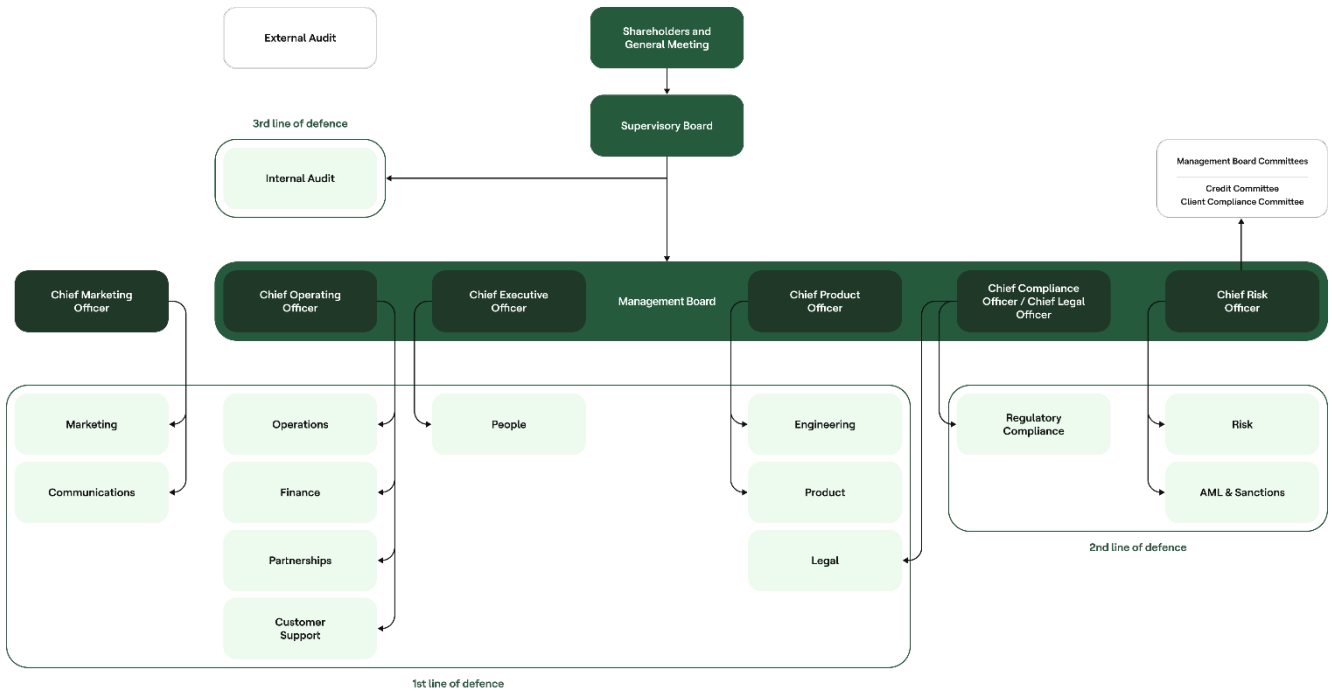 External Audit
Shareholders and
General Meeting
Supervisory Board
3rd line of defence
Internal Audit
Management Board Committees
Credit Committee
Client Compliance Committee
Chief Marketing
Officer
Chief Operating
Officer
Chief Executive
Officer
Management Board
Chief Product
Officer
Chief Compliance
Officer / Chief Legal
Officer
Chief Risk
Officer
Marketing
Operations
People
Engineering
Regulatory
Compliance
Risk
Communications
Finance
Product
AML & Sanctions
2nd line of defence
Partnerships
Legal
Customer
Support
1st line of defence